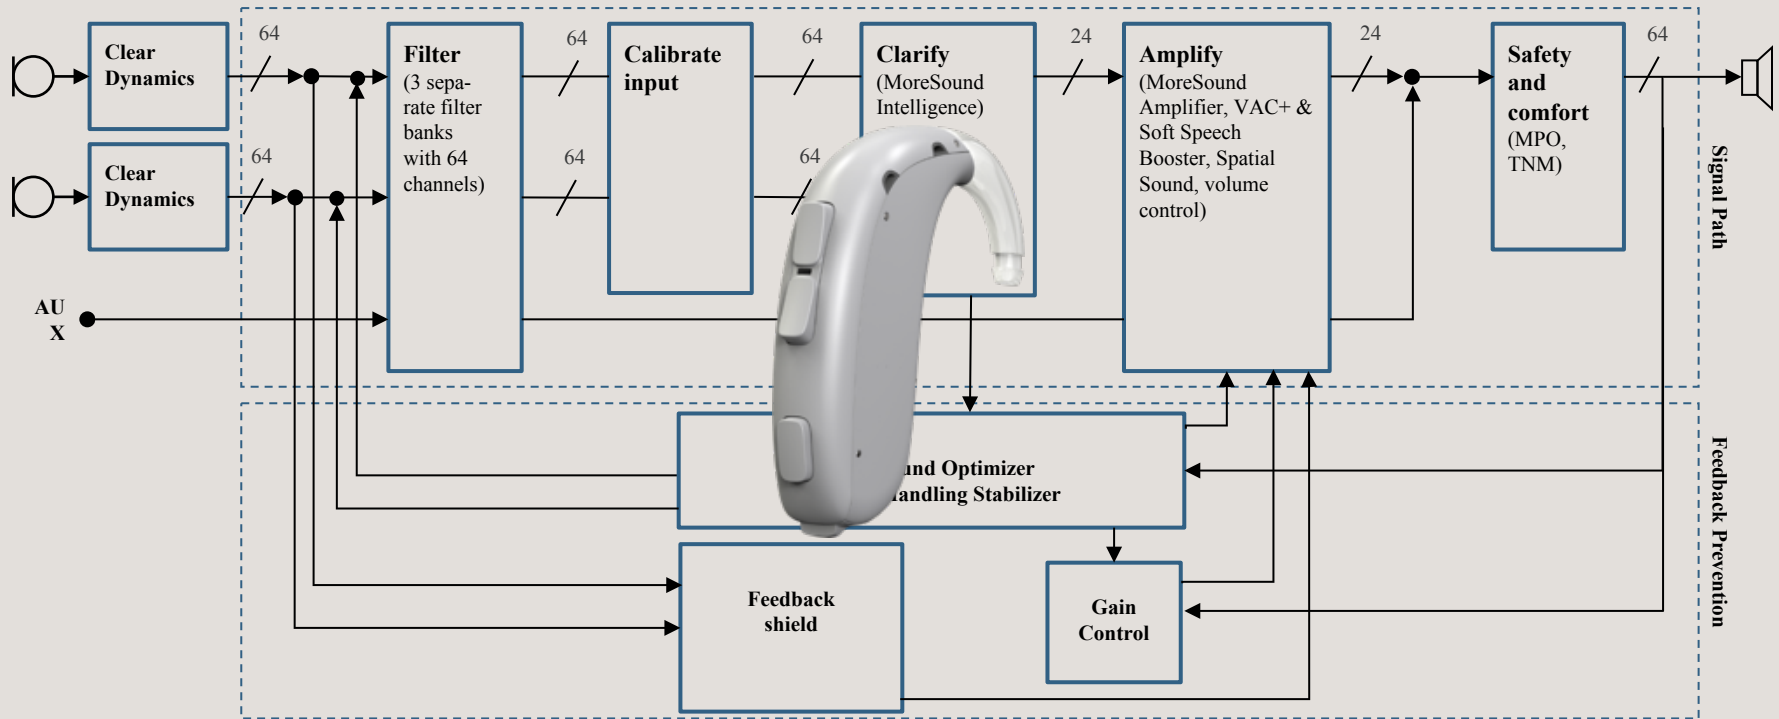 64
64
64
24
24
64
Clear
Dynamics
Filter
(3 sepa-
rate filter
banks
with 64
channels)
Calibrate
input
Clarify
(MoreSound
Intelligence)
Amplify
(MoreSound
Amplifier, VAC+ &
Soft Speech
Booster, Spatial
Sound, volume
control)
Safety
and
comfort
(MPO,
TNM)
Signal Path
64
64
64
Clear
Dynamics
AU
X
Optimizer
Stabilizer
Feedback
shield
Gain
Control
Feedback Prevention